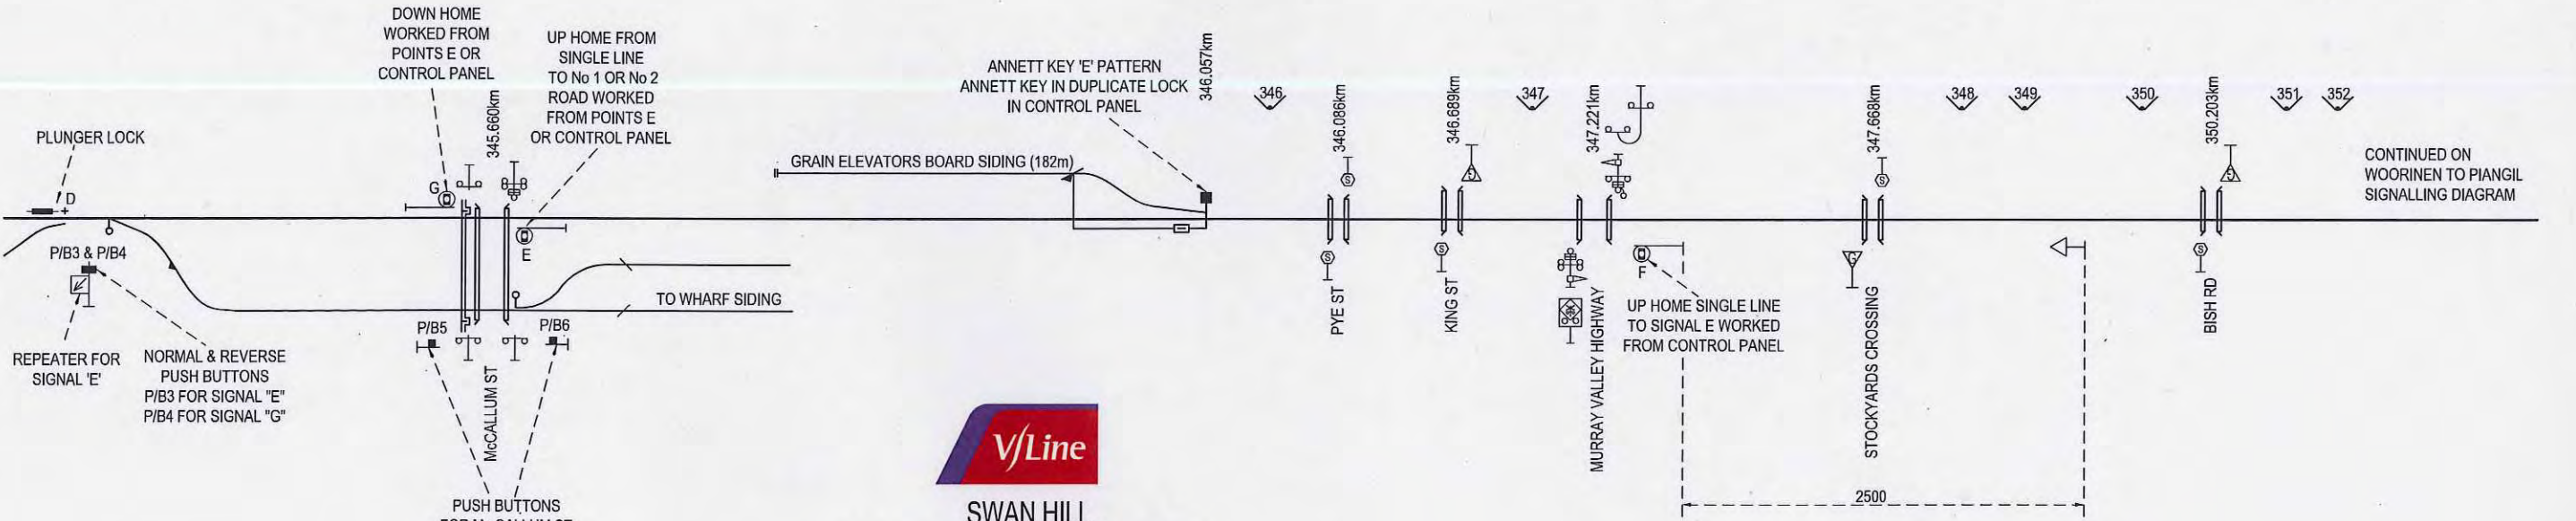 DOWN HOME
WORKED FROM
POINTS E OR
CONTROL PANEL
UP HOME FROM
SINGLE LINE
TO No 1 OR No 2
ROAD WORKED
FROM POINTS E
OR CONTROL PANEL
ANNETT KEY 'E' PATTERN
ANNETT KEY IN DUPLICATE LOCK
IN CONTROL PANEL
346.057km
345.660km
346
346.086km
346.689km
347
347.221km
347.668km
348
349
350
350.203km
351
352
PLUNGER LOCK
D
G
E
GRAIN ELEVATORS BOARD SIDING (182m)
S
G
S
G
CONTINUED ON
WOORINEN TO PIANGIL
SIGNALLING DIAGRAM
P/B3 & P/B4
TO WHARF SIDING
P/B5
P/B6
S
S
F
G
S
REPEATER FOR
SIGNAL 'E'
NORMAL & REVERSE
PUSH BUTTONS
P/B3 FOR SIGNAL "E"
P/B4 FOR SIGNAL "G"
McCALLUM ST
PYE ST
KING ST
MURRAY VALLEY HIGHWAY
UP HOME SINGLE LINE
TO SIGNAL E WORKED
FROM CONTROL PANEL
STOCKYARDS CROSSING
BISH RD
PUSH BUTTONS
V/Line
SWAN HILL
2500